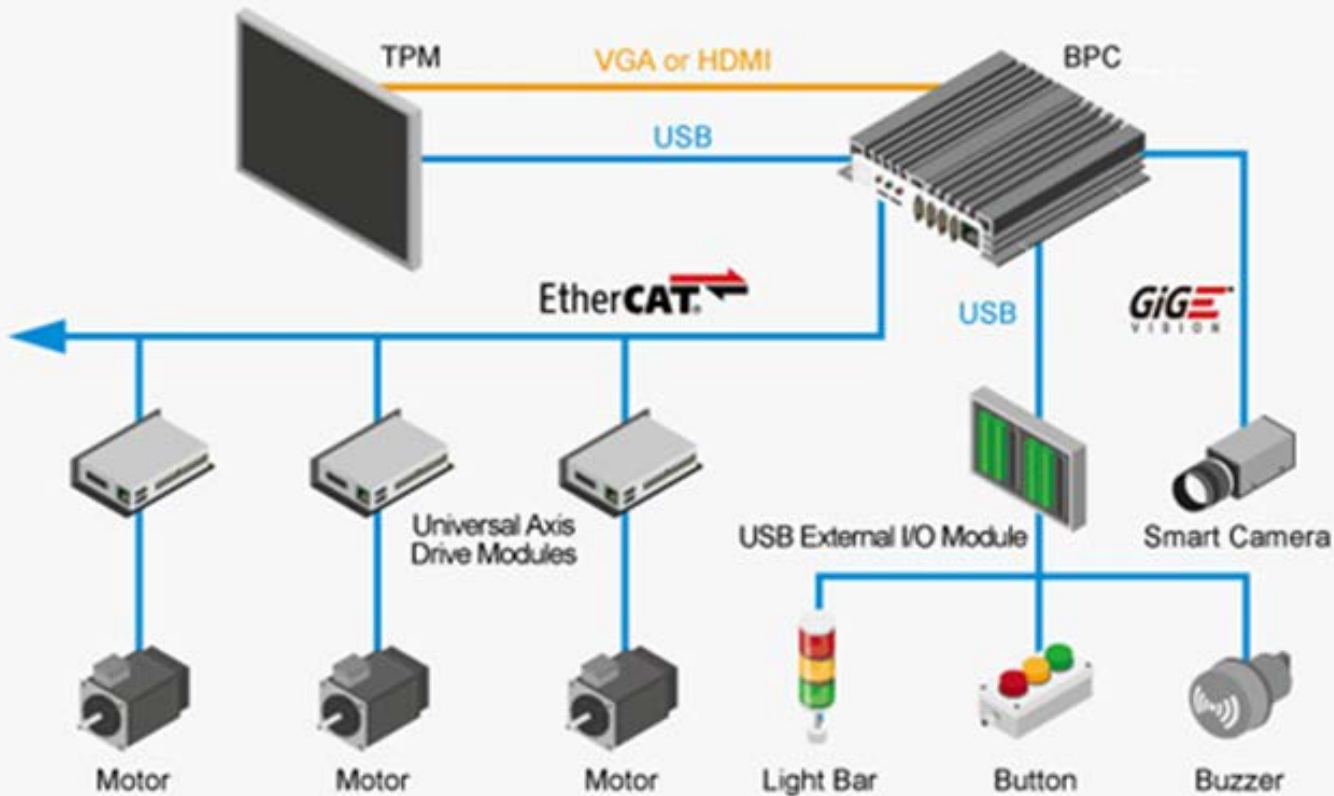 TPM
VGA or HDMI
BPC
USB
EtherCAT®
USB
GiGE
VISION
Universal Axis
Drive Modules
USB External I/O Module
Smart Camera
Motor
Motor
Motor
Light Bar
Button
Buzzer